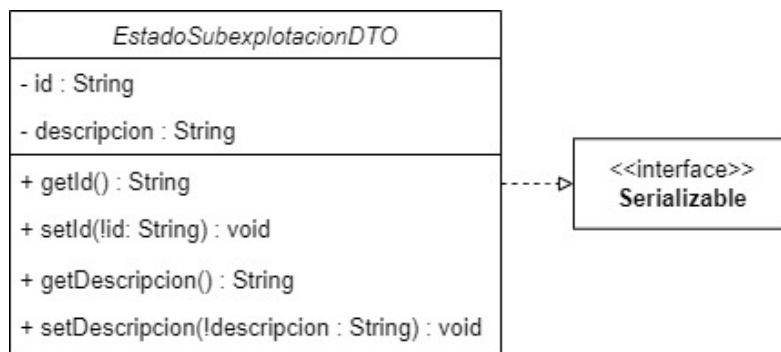 EstadoSubexplotacionDTO
- id : String
- descripcion : String
+ getId() : String
+ setId(!id: String) : void
+ getDescripcion() : String
+ setDescripcion(!descripcion : String) : void
<<interface>>
Serializable